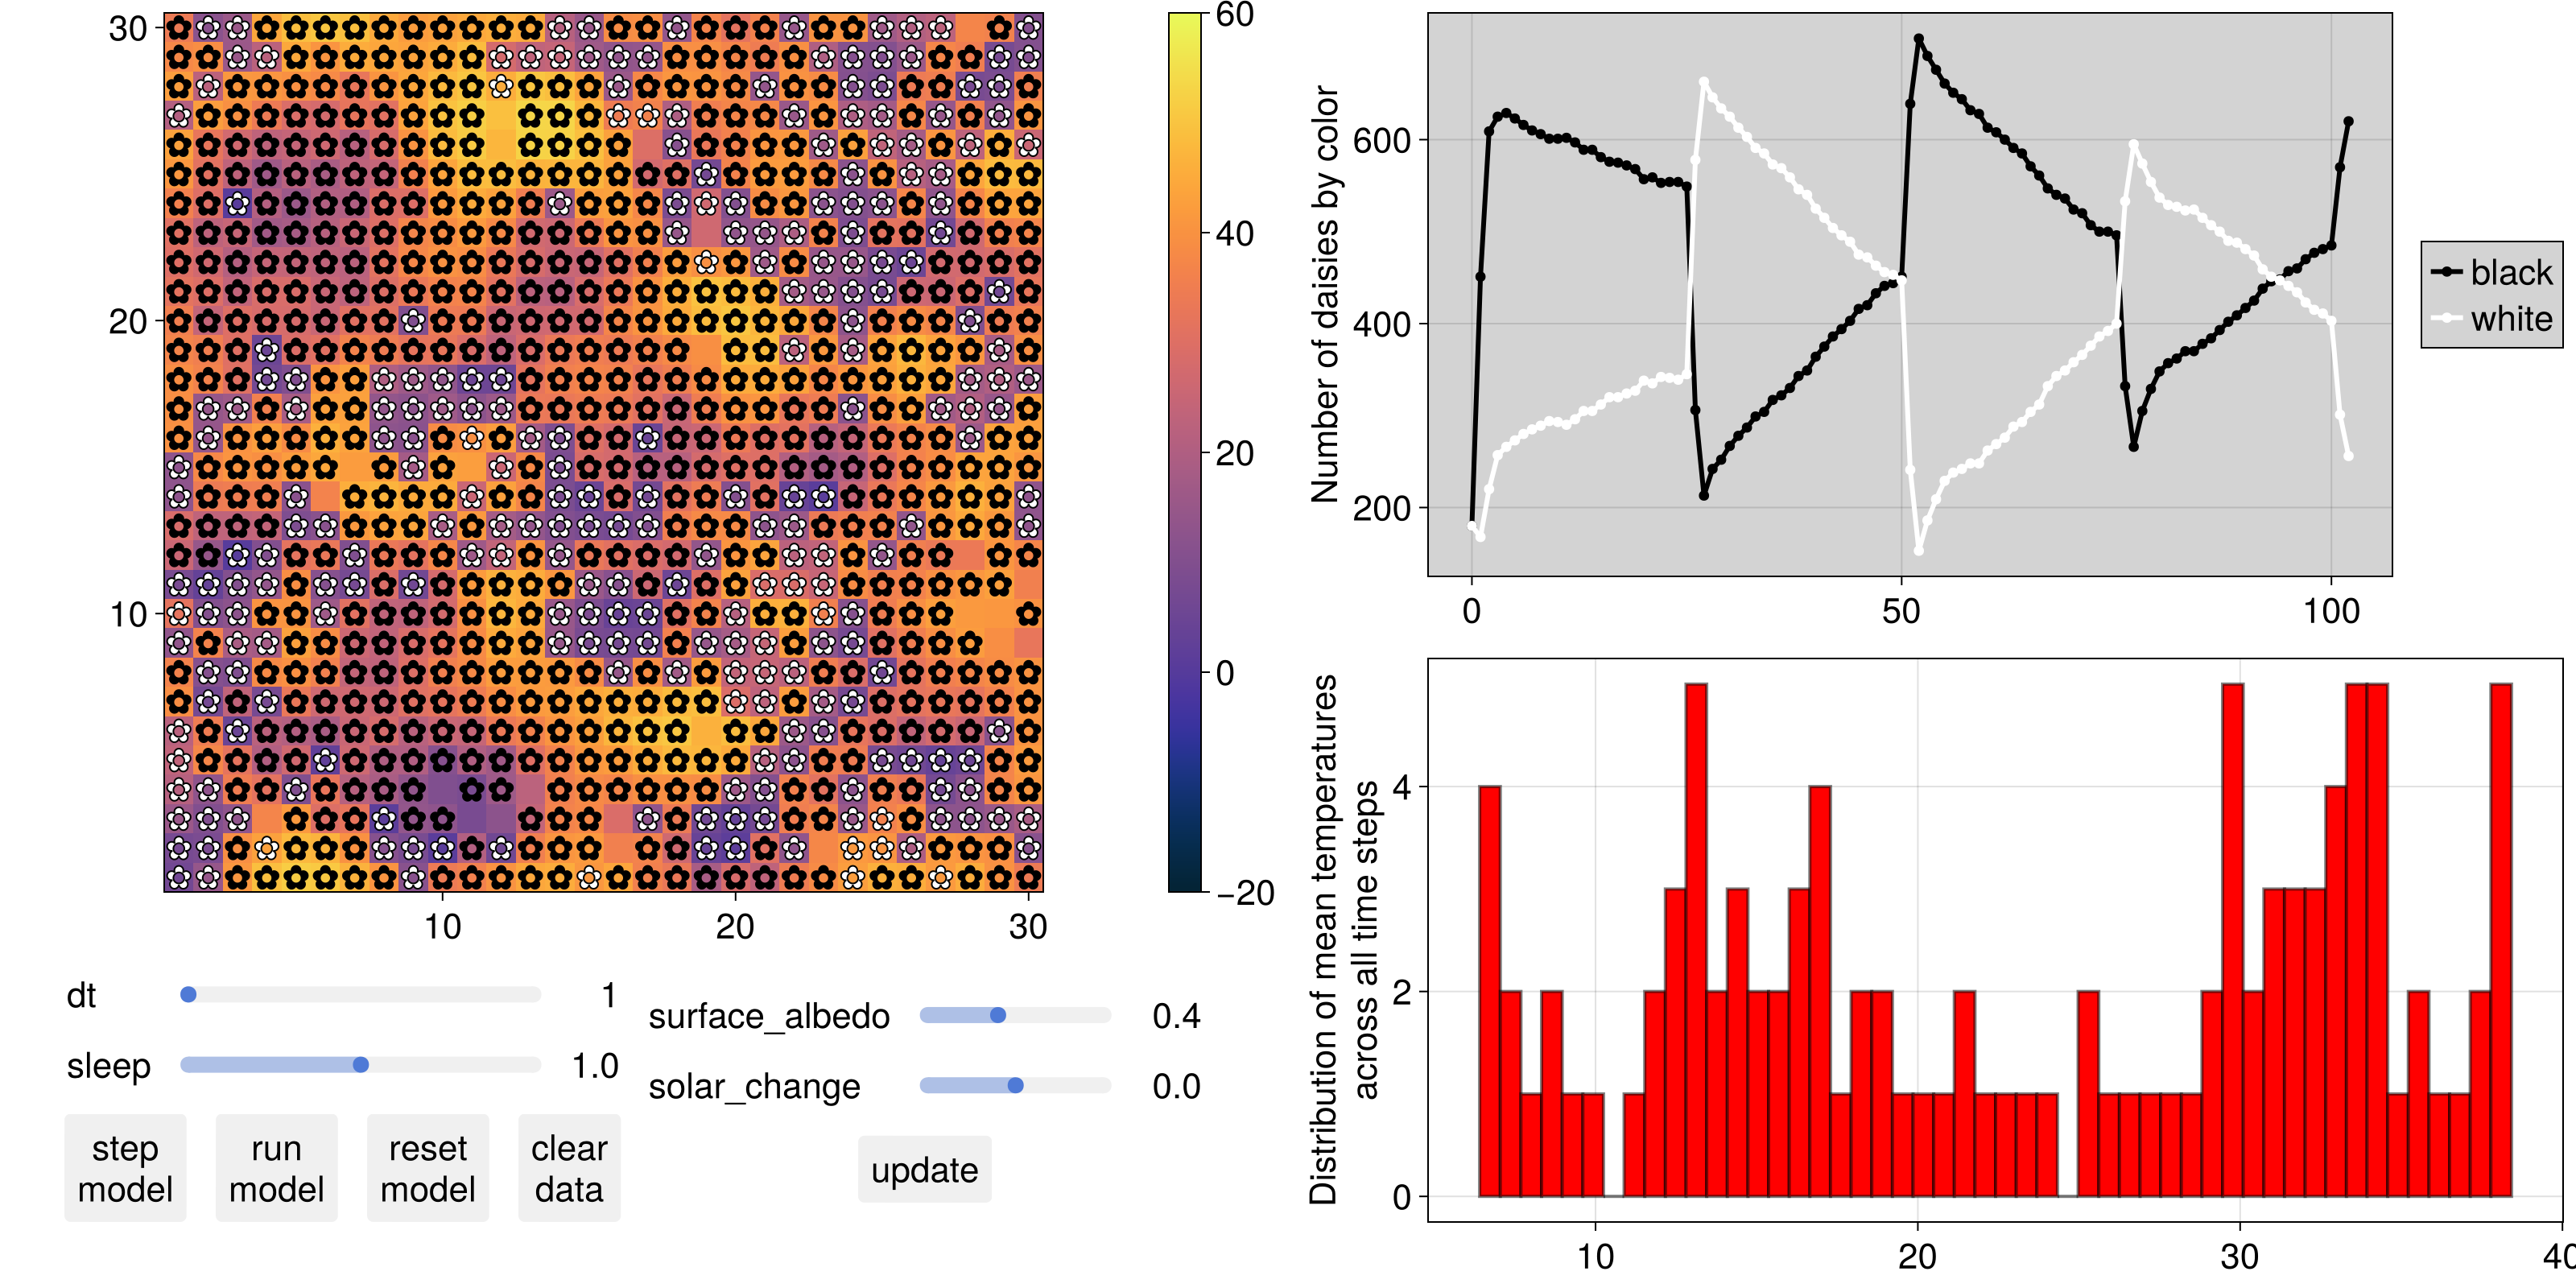 30
20
10
10
20
30
60
40
20
0
−20
Number of daisies by color
600
400
200
0
50
100
black
white
Distribution of mean temperatures
across all time steps
4
2
0
10
20
30
40
dt
1
sleep
1.0
surface_albedo
0.4
solar_change
0.0
step
model
run
model
reset
model
clear
data
update